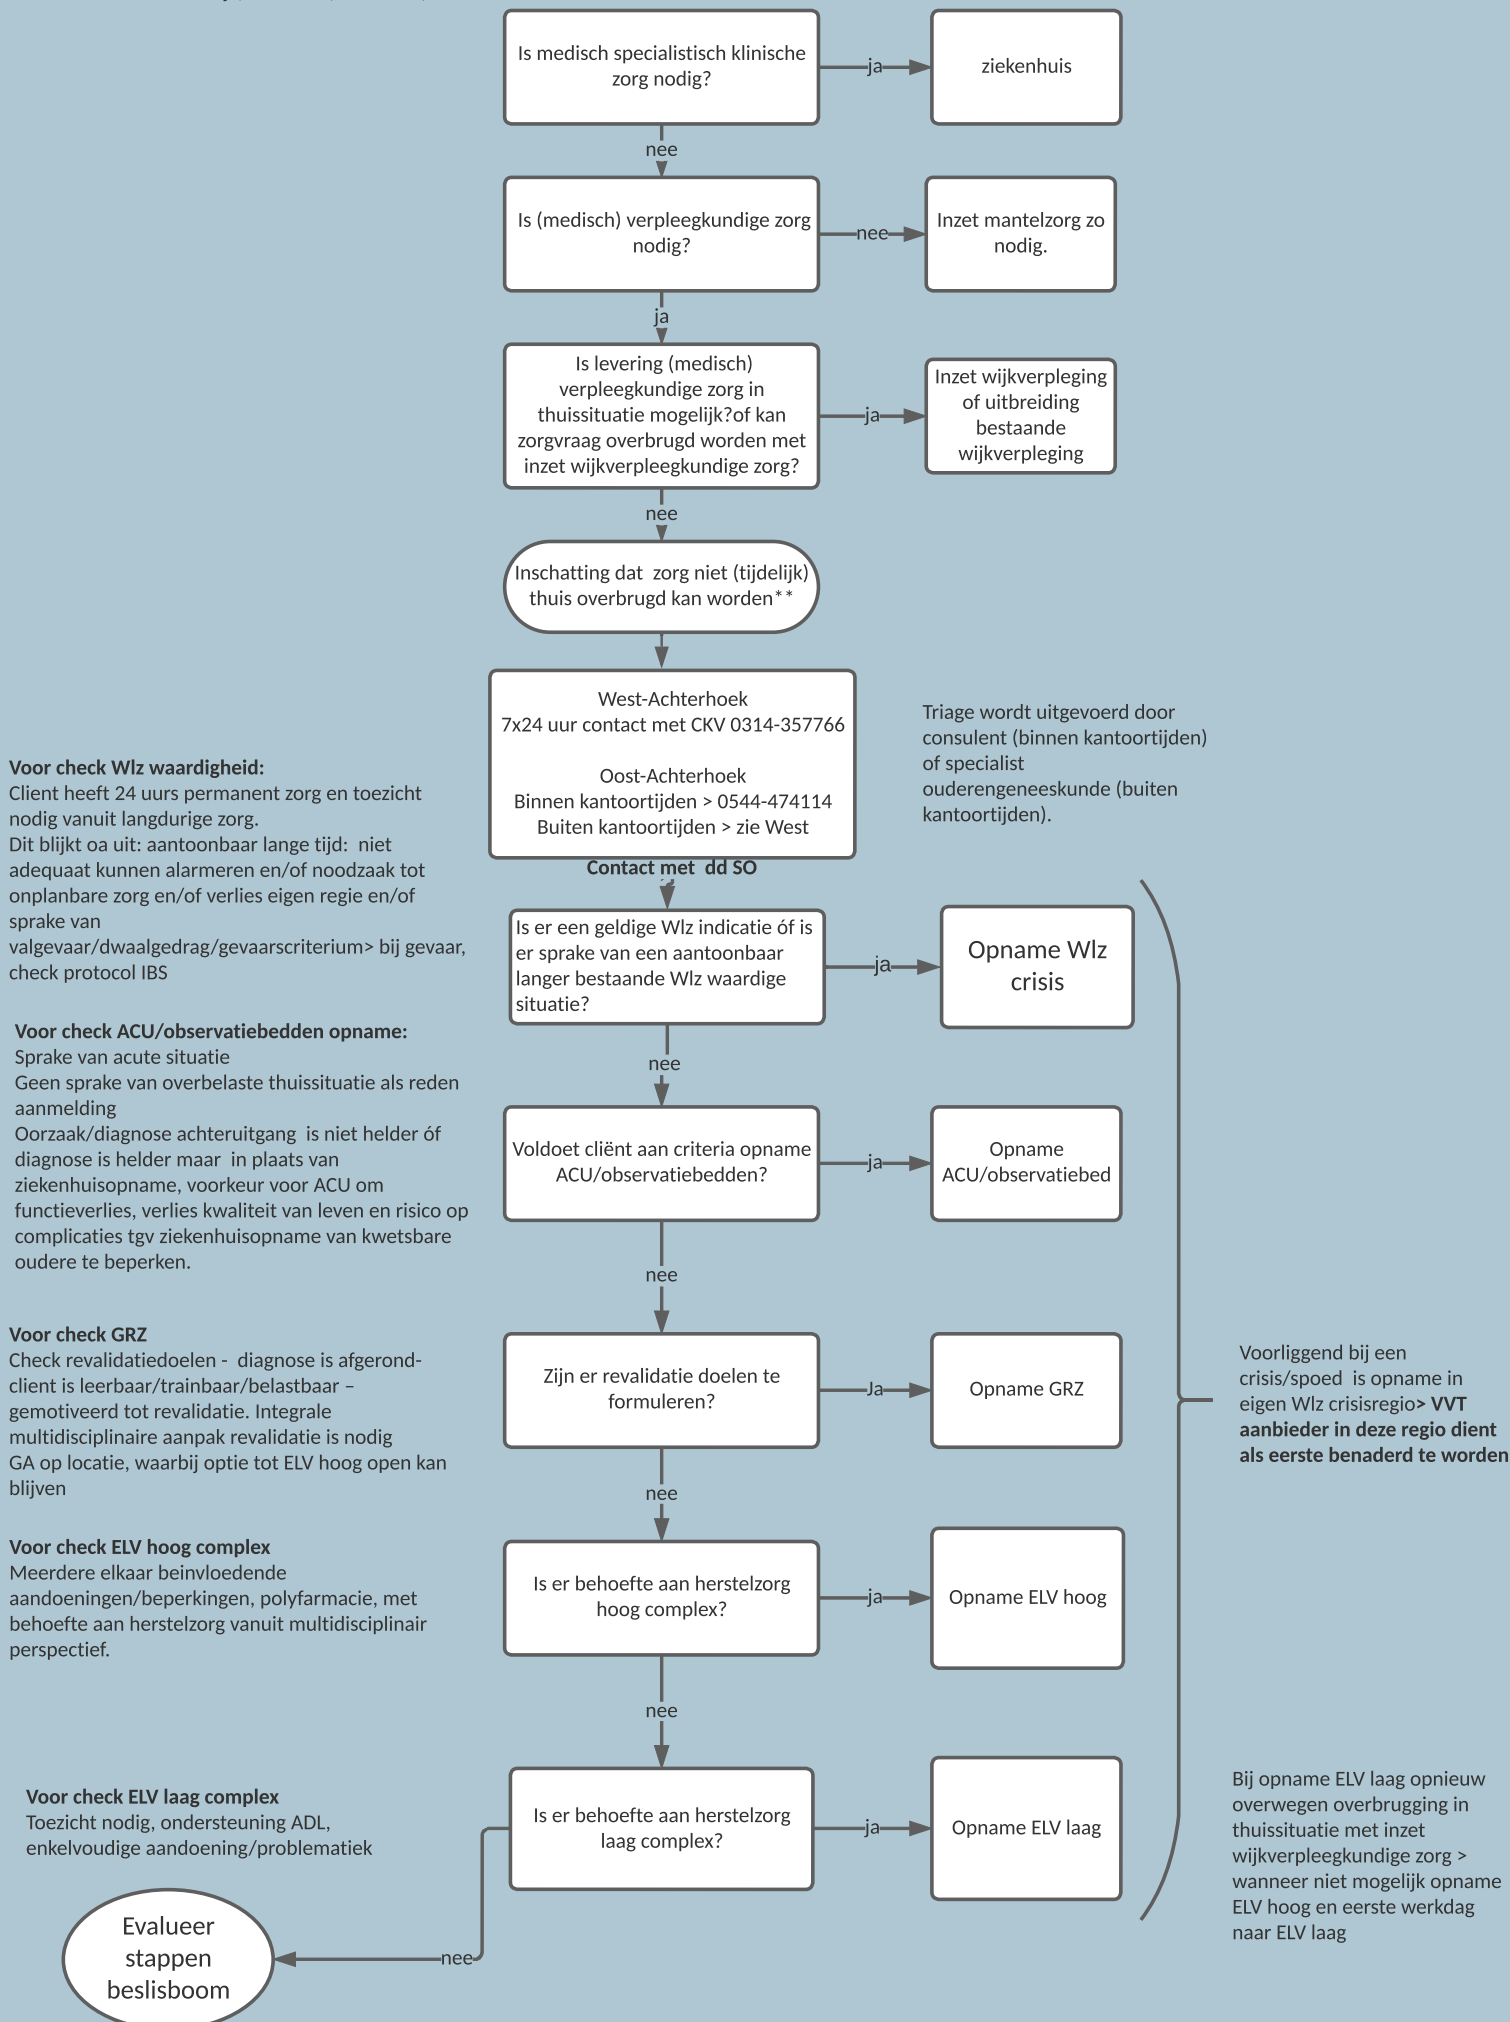 Is medisch specialistisch klinische
zorg nodig?
ja
ziekenhuis
nee
Is (medisch) verpleegkundige zorg
nodig?
nee
Inzet mantelzorg zo
nodig.
ja
Is levering (medisch)
verpleegkundige zorg in
thuissituatie mogelijk?of kan
zorgvraag overbrugd worden met
inzet wijkverpleegkundige zorg?
ja
Inzet wijkverpleging
of uitbreiding
bestaande
wijkverpleging
nee
Inschatting dat  zorg niet (tijdelijk)
thuis overbrugd kan worden**
West-Achterhoek
7x24 uur contact met CKV 0314-357766
Oost-Achterhoek
Binnen kantoortijden > 0544-474114
Buiten kantoortijden > zie West
Triage wordt uitgevoerd door
consulent (binnen kantoortijden)
of specialist
ouderengeneeskunde (buiten
kantoortijden).
Voor check Wlz waardigheid:
Client heeft 24 uurs permanent zorg en toezicht
nodig vanuit langdurige zorg.
Dit blijkt oa uit: aantoonbaar lange tijd:  niet
adequaat kunnen alarmeren en/of noodzaak tot
onplanbare zorg en/of verlies eigen regie en/of
sprake van
valgevaar/dwaalgedrag/gevaarscriterium> bij gevaar,
check protocol IBS
Contact met  dd SO
Is er een geldige Wlz indicatie óf is
er sprake van een aantoonbaar
langer bestaande Wlz waardige
situatie?
ja
Opname Wlz
crisis
nee
Voor check ACU/observatiebedden opname:
Sprake van acute situatie
Geen sprake van overbelaste thuissituatie als reden
aanmelding
Oorzaak/diagnose achteruitgang  is niet helder óf
diagnose is helder maar  in plaats van
ziekenhuisopname, voorkeur voor ACU om
functieverlies, verlies kwaliteit van leven en risico op
complicaties tgv ziekenhuisopname van kwetsbare
oudere te beperken.
Voldoet cliënt aan criteria opname
ACU/observatiebedden?
ja
Opname
ACU/observatiebed
nee
Voor check GRZ
Check revalidatiedoelen -  diagnose is afgerond-
client is leerbaar/trainbaar/belastbaar –
gemotiveerd tot revalidatie. Integrale
multidisciplinaire aanpak revalidatie is nodig
GA op locatie, waarbij optie tot ELV hoog open kan
blijven
Zijn er revalidatie doelen te
formuleren?
Ja
Opname GRZ
Voorliggend bij een
crisis/spoed  is opname in
eigen Wlz crisisregio> VVT
aanbieder in deze regio dient
als eerste benaderd te worden
nee
Voor check ELV hoog complex
Meerdere elkaar beinvloedende
aandoeningen/beperkingen, polyfarmacie, met
behoefte aan herstelzorg vanuit multidisciplinair
perspectief.
Is er behoefte aan herstelzorg
hoog complex?
ja
Opname ELV hoog
nee
Voor check ELV laag complex
Toezicht nodig, ondersteuning ADL,
enkelvoudige aandoening/problematiek
Is er behoefte aan herstelzorg
laag complex?
ja
Opname ELV laag
Bij opname ELV laag opnieuw
overwegen overbrugging in
thuissituatie met inzet
wijkverpleegkundige zorg >
wanneer niet mogelijk opname
ELV hoog en eerste werkdag
naar ELV laag
nee
Evalueer
stappen
beslisboom